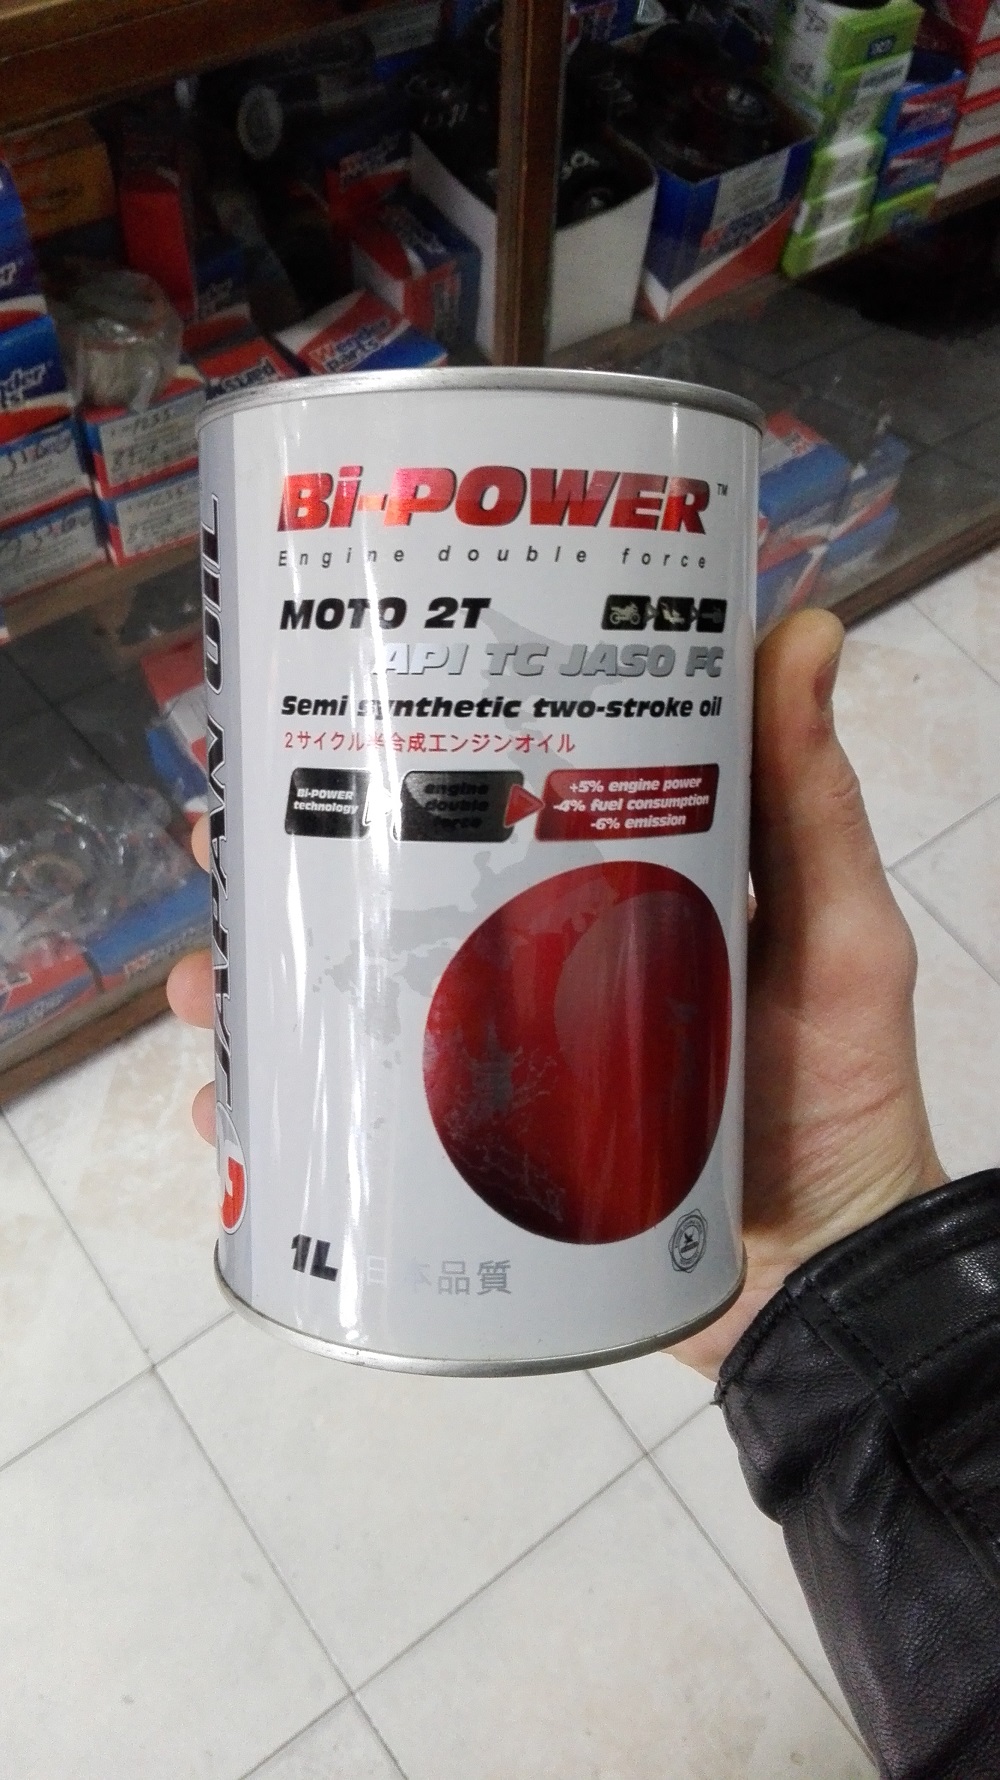 Bi-POWER™
Engine double force
MOTO 2T
API TC JASO FC
Semi synthetic two-stroke oil
2サイクル半合成エンジンオイル
Bi-POWER technology
engine double force
+5% engine power
-4% fuel consumption
-6% emission
1L
日本品質
JAPAN OIL
Wonder parts